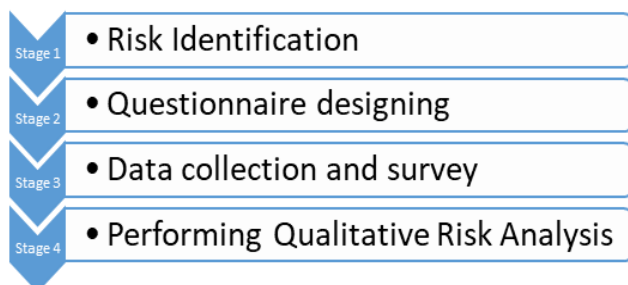 Stage 1
• Risk Identification
Stage 2
• Questionnaire designing
Stage 3
• Data collection and survey
Stage 4
• Performing Qualitative Risk Analysis